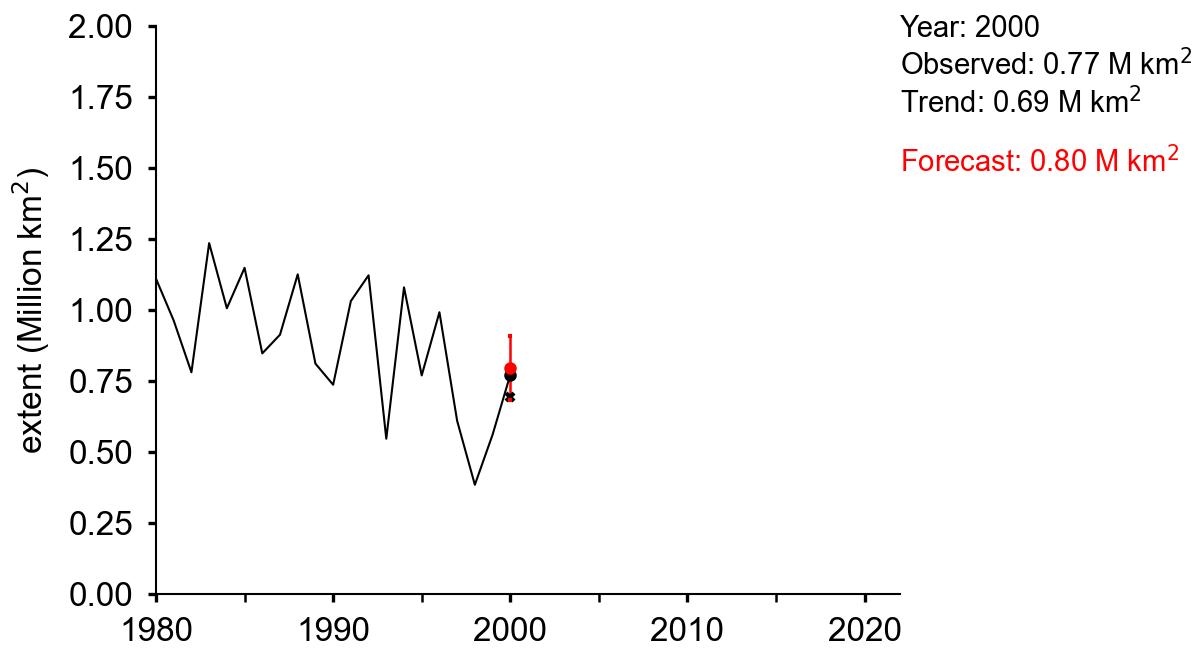 2.00
1.75
1.50
1.25
1.00
0.75
0.50
0.25
0.00
extent (Million km²)
1980 1990 2000 2010 2020
Year: 2000
Observed: 0.77 M km²
Trend: 0.69 M km²
Forecast: 0.80 M km²